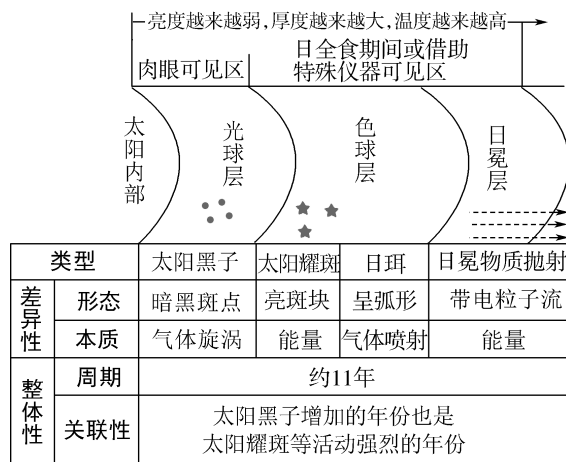 亮度越来越弱,厚度越来越大,温度越来越高
日全食期间或借助
肉眼可见区
特殊仪器可见区
太阳内部
光球层
色球层
日冕层
类型 太阳黑子 太阳耀斑 日珥 日冕物质抛射
差异性
形态 暗黑斑点 亮斑块 呈弧形 带电粒子流
本质 气体旋涡 能量 气体喷射 能量
整体性
周期 约11年
关联性
太阳黑子增加的年份也是
太阳耀斑等活动强烈的年份